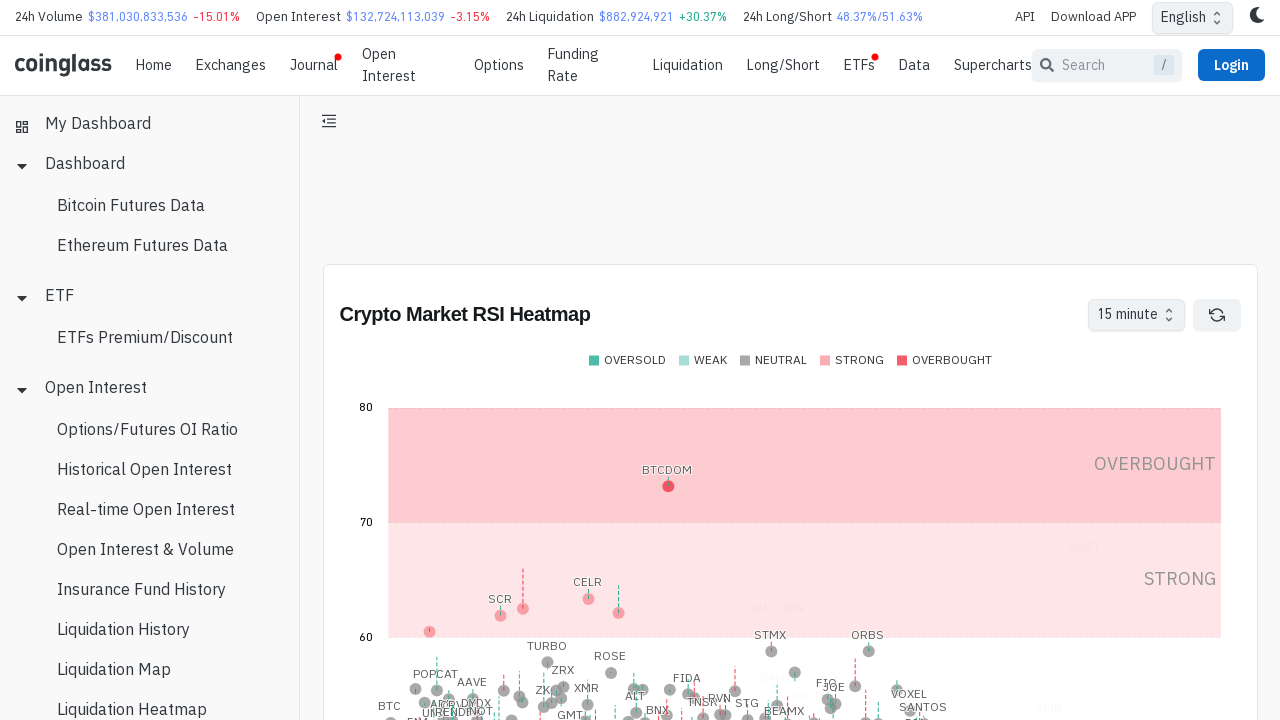 24h Volume $381,030,833,536 -15.01% Open Interest $132,724,113,039 -3.15% 24h Liquidation $882,924,921 +30.37% 24h Long/Short 48.37%/51.63% API Download APP English
coinglass Home Exchanges Journal Open Interest Options Funding Rate Liquidation Long/Short ETFs Data Supercharts Search / Login
My Dashboard
Dashboard
Bitcoin Futures Data
Ethereum Futures Data
ETF
ETFs Premium/Discount
Open Interest
Options/Futures OI Ratio
Historical Open Interest
Real-time Open Interest
Open Interest & Volume
Insurance Fund History
Liquidation History
Liquidation Map
Liquidation Heatmap
Crypto Market RSI Heatmap
15 minute
OVERSOLD WEAK NEUTRAL STRONG OVERBOUGHT
80
OVERBOUGHT
BTCDOM
70
STRONG
CELR
SCR
60
STMX ORBS
TURBO
ROSE
POPCAT ZRX
AAVE FIDA
XMR
ALT
VOXEL
BTC STG SANTOS
GMT BNX BEAMX